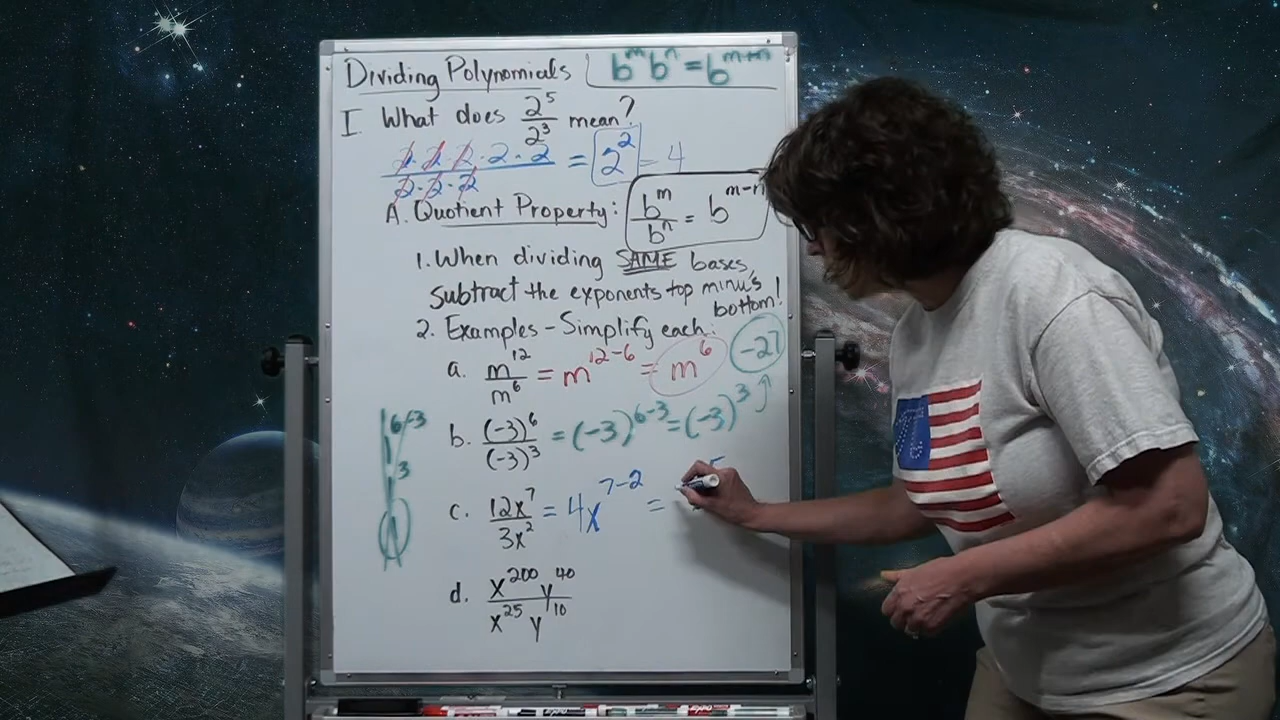 Dividing Polynomials
b^m b^n = b^(m+n)
I. What does 2^5/2^3 mean?
2·2·2·2·2/2·2·2 = 2^2 = 4
A. Quotient Property: b^m/b^n = b^(m-n)
1. When dividing SAME bases,
subtract the exponents top minus
bottom!
2. Examples - Simplify each:
a. m^12/m^6 = m^(12-6) = m^6
-27
b. (-3)^6/(-3)^3 = (-3)^(6-3) = (-3)^3
c. 12x^7/3x^2 = 4x^(7-2) =
d. x^200 y^40/x^25 y^10